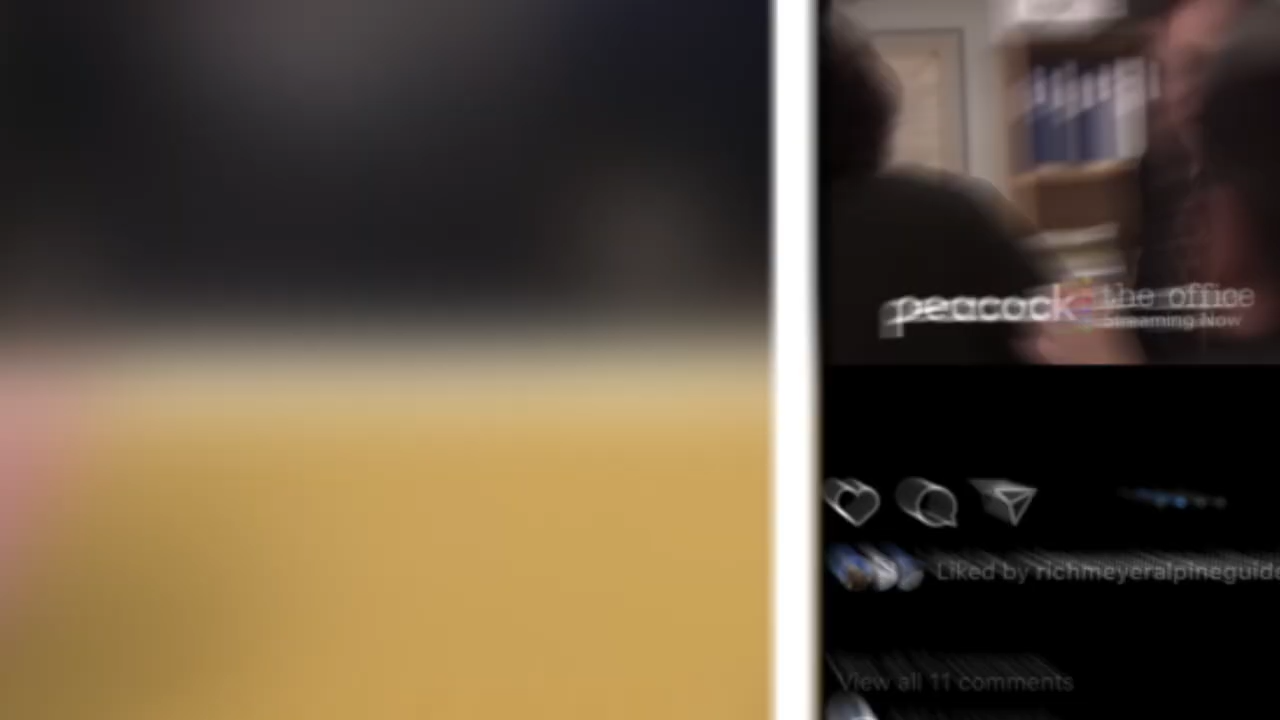 peacock the office
Streaming Now
Liked by richmeyeralpineguide
View all 11 comments